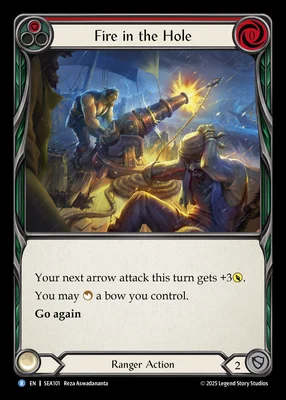 Fire in the Hole
Your next arrow attack this turn gets +3.
You may a bow you control.
Go again
Ranger Action
2
C EN | SEA101 Reza Aswadananta
© 2025 Legend Story Studios